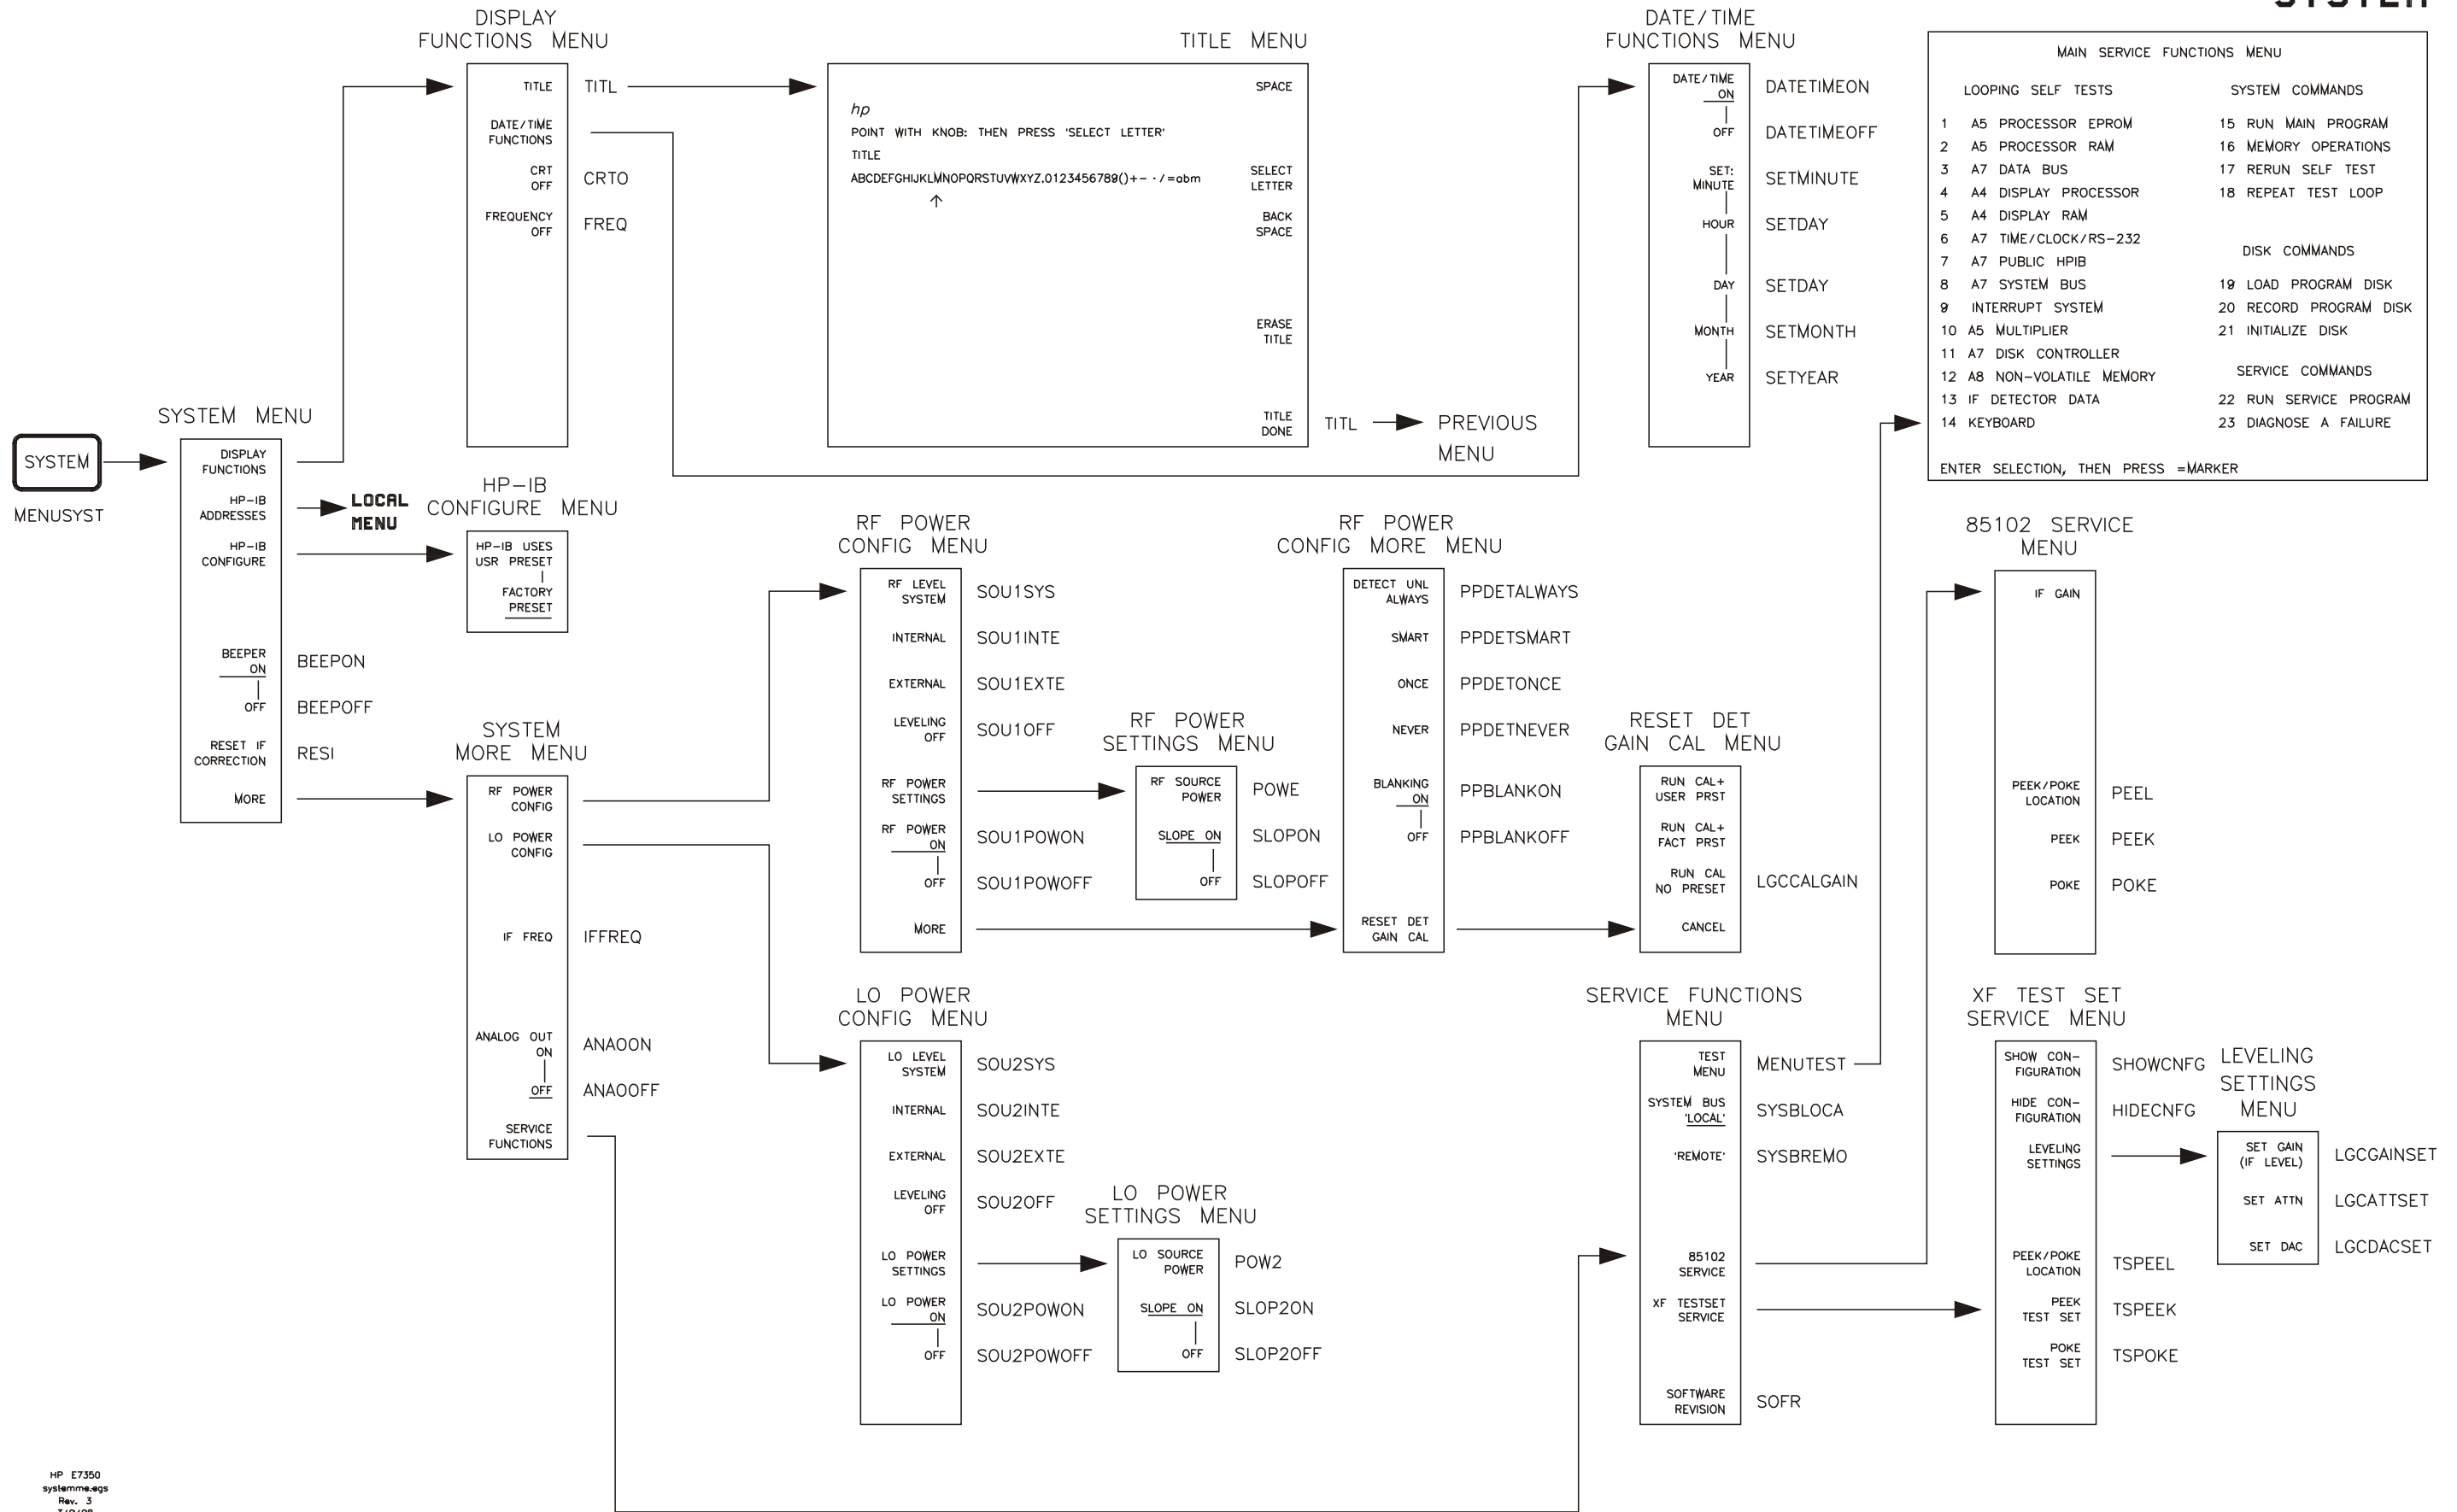 SYSTEM
DISPLAY
FUNCTIONS MENU
TITLE
TITL
DATE/TIME
FUNCTIONS
CRT
OFF
CRTO
FREQUENCY
OFF
FREQ
TITLE MENU
SPACE
hp
POINT WITH KNOB: THEN PRESS 'SELECT LETTER'
TITLE
ABCDEFGHIJKLMNOPQRSTUVWXYZ.0123456789()+- · /=abm
↑
SELECT
LETTER
BACK
SPACE
ERASE
TITLE
TITLE
DONE
TITL
PREVIOUS
MENU
DATE/TIME
FUNCTIONS MENU
DATE/TIME
ON
DATETIMEON
OFF
DATETIMEOFF
SET:
MINUTE
SETMINUTE
HOUR
SETDAY
DAY
SETDAY
MONTH
SETMONTH
YEAR
SETYEAR
MAIN SERVICE FUNCTIONS MENU
LOOPING SELF TESTS
1 A5 PROCESSOR EPROM
2 A5 PROCESSOR RAM
3 A7 DATA BUS
4 A4 DISPLAY PROCESSOR
5 A4 DISPLAY RAM
6 A7 TIME/CLOCK/RS-232
7 A7 PUBLIC HPIB
8 A7 SYSTEM BUS
9 INTERRUPT SYSTEM
10 A5 MULTIPLIER
11 A7 DISK CONTROLLER
12 A8 NON-VOLATILE MEMORY
13 IF DETECTOR DATA
14 KEYBOARD
SYSTEM COMMANDS
15 RUN MAIN PROGRAM
16 MEMORY OPERATIONS
17 RERUN SELF TEST
18 REPEAT TEST LOOP
DISK COMMANDS
19 LOAD PROGRAM DISK
20 RECORD PROGRAM DISK
21 INITIALIZE DISK
SERVICE COMMANDS
22 RUN SERVICE PROGRAM
23 DIAGNOSE A FAILURE
ENTER SELECTION, THEN PRESS =MARKER
SYSTEM
MENUSYST
SYSTEM MENU
DISPLAY
FUNCTIONS
HP-IB
ADDRESSES
LOCAL
MENU
HP-IB
CONFIGURE
BEEPER
ON
BEEPON
OFF
BEEPOFF
RESET IF
CORRECTION
RESI
MORE
HP-IB
CONFIGURE MENU
HP-IB USES
USR PRESET
FACTORY
PRESET
SYSTEM
MORE MENU
RF POWER
CONFIG
LO POWER
CONFIG
IF FREQ
IFFREQ
ANALOG OUT
ON
ANAOON
OFF
ANAOOFF
SERVICE
FUNCTIONS
RF POWER
CONFIG MENU
RF LEVEL
SYSTEM
SOU1SYS
INTERNAL
SOU1INTE
EXTERNAL
SOU1EXTE
LEVELING
OFF
SOU1OFF
RF POWER
SETTINGS
RF POWER
ON
SOU1POWON
OFF
SOU1POWOFF
MORE
RF POWER
SETTINGS MENU
RF SOURCE
POWER
POWE
SLOPE ON
SLOPON
OFF
SLOPOFF
RF POWER
CONFIG MORE MENU
DETECT UNL
ALWAYS
PPDETALWAYS
SMART
PPDETSMART
ONCE
PPDETONCE
NEVER
PPDETNEVER
BLANKING
ON
PPBLANKON
OFF
PPBLANKOFF
RESET DET
GAIN CAL
RESET DET
GAIN CAL MENU
RUN CAL+
USER PRST
RUN CAL+
FACT PRST
RUN CAL
NO PRESET
LGCCALGAIN
CANCEL
85102 SERVICE
MENU
IF GAIN
PEEK/POKE
LOCATION
PEEL
PEEK
PEEK
POKE
POKE
LO POWER
CONFIG MENU
LO LEVEL
SYSTEM
SOU2SYS
INTERNAL
SOU2INTE
EXTERNAL
SOU2EXTE
LEVELING
OFF
SOU2OFF
LO POWER
SETTINGS
LO POWER
ON
SOU2POWON
OFF
SOU2POWOFF
LO POWER
SETTINGS MENU
LO SOURCE
POWER
POW2
SLOPE ON
SLOP2ON
OFF
SLOP2OFF
SERVICE FUNCTIONS
MENU
TEST
MENU
MENUTEST
SYSTEM BUS
'LOCAL'
SYSBLOCA
'REMOTE'
SYSBREMO
85102
SERVICE
XF TESTSET
SERVICE
SOFTWARE
REVISION
SOFR
XF TEST SET
SERVICE MENU
SHOW CON-
FIGURATION
SHOWCNFG
HIDE CON-
FIGURATION
HIDECNFG
LEVELING
SETTINGS
PEEK/POKE
LOCATION
TSPEEL
PEEK
TEST SET
TSPEEK
POKE
TEST SET
TSPOKE
LEVELING
SETTINGS
MENU
SET GAIN
(IF LEVEL)
LGCGAINSET
SET ATTN
LGCATTSET
SET DAC
LGCDACSET
HP E7350
systemme.egs
Rev. 3